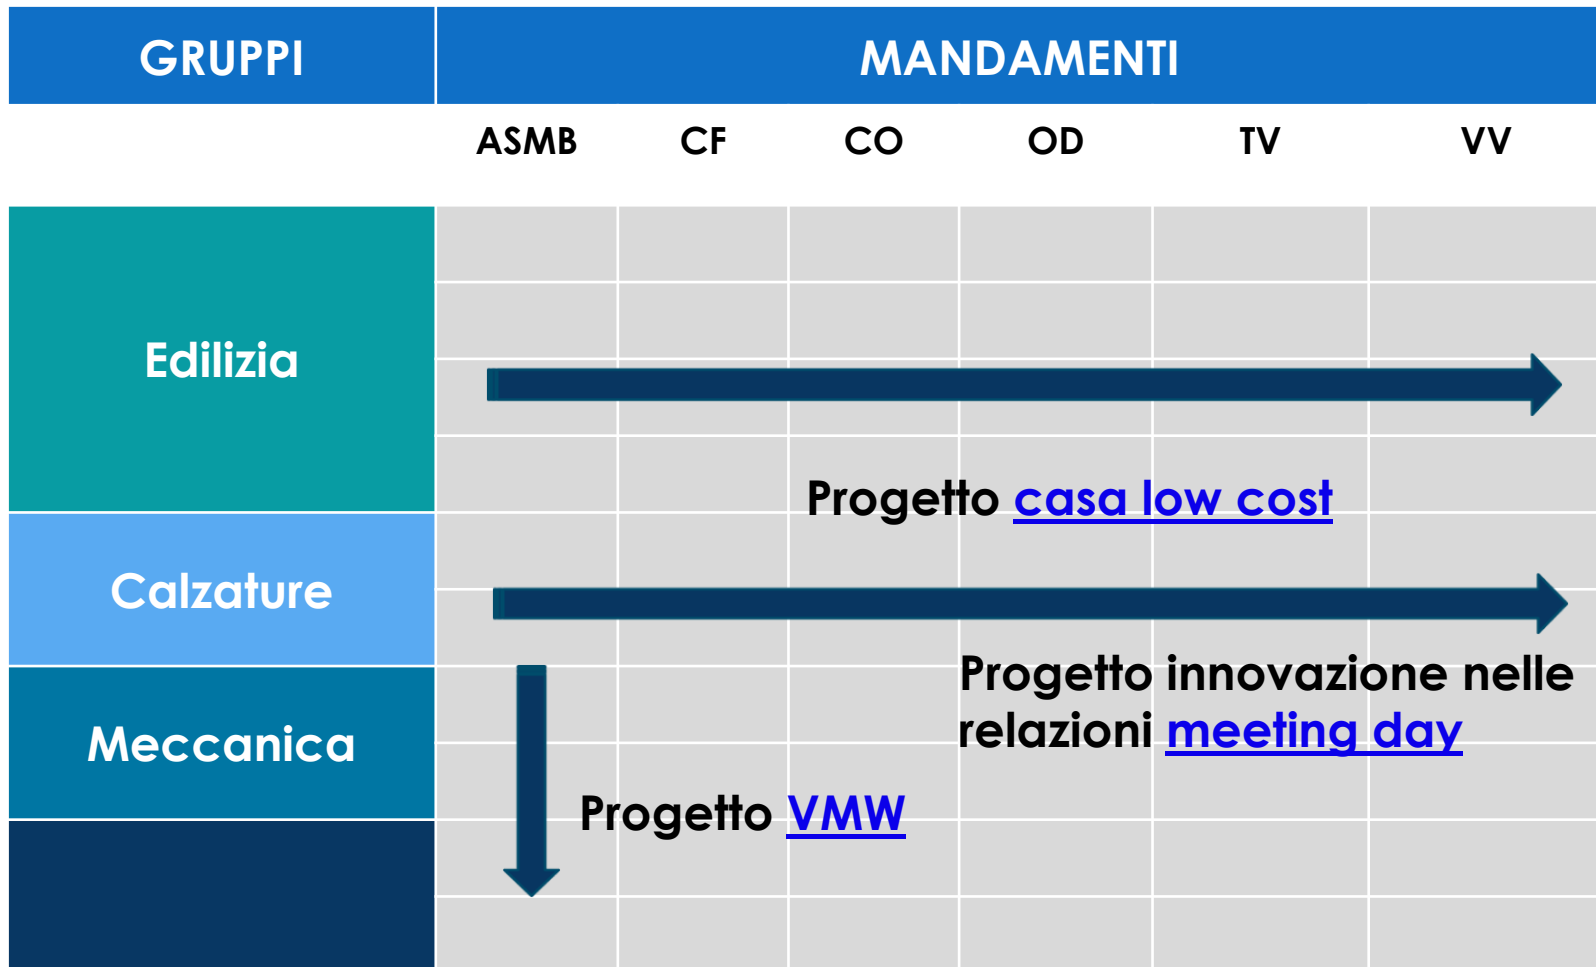 GRUPPI MANDAMENTI
ASMB CF CO OD TV VV
Edilizia
Progetto casa low cost
Calzature
Progetto innovazione nelle
relazioni meeting day
Meccanica
Progetto VMW